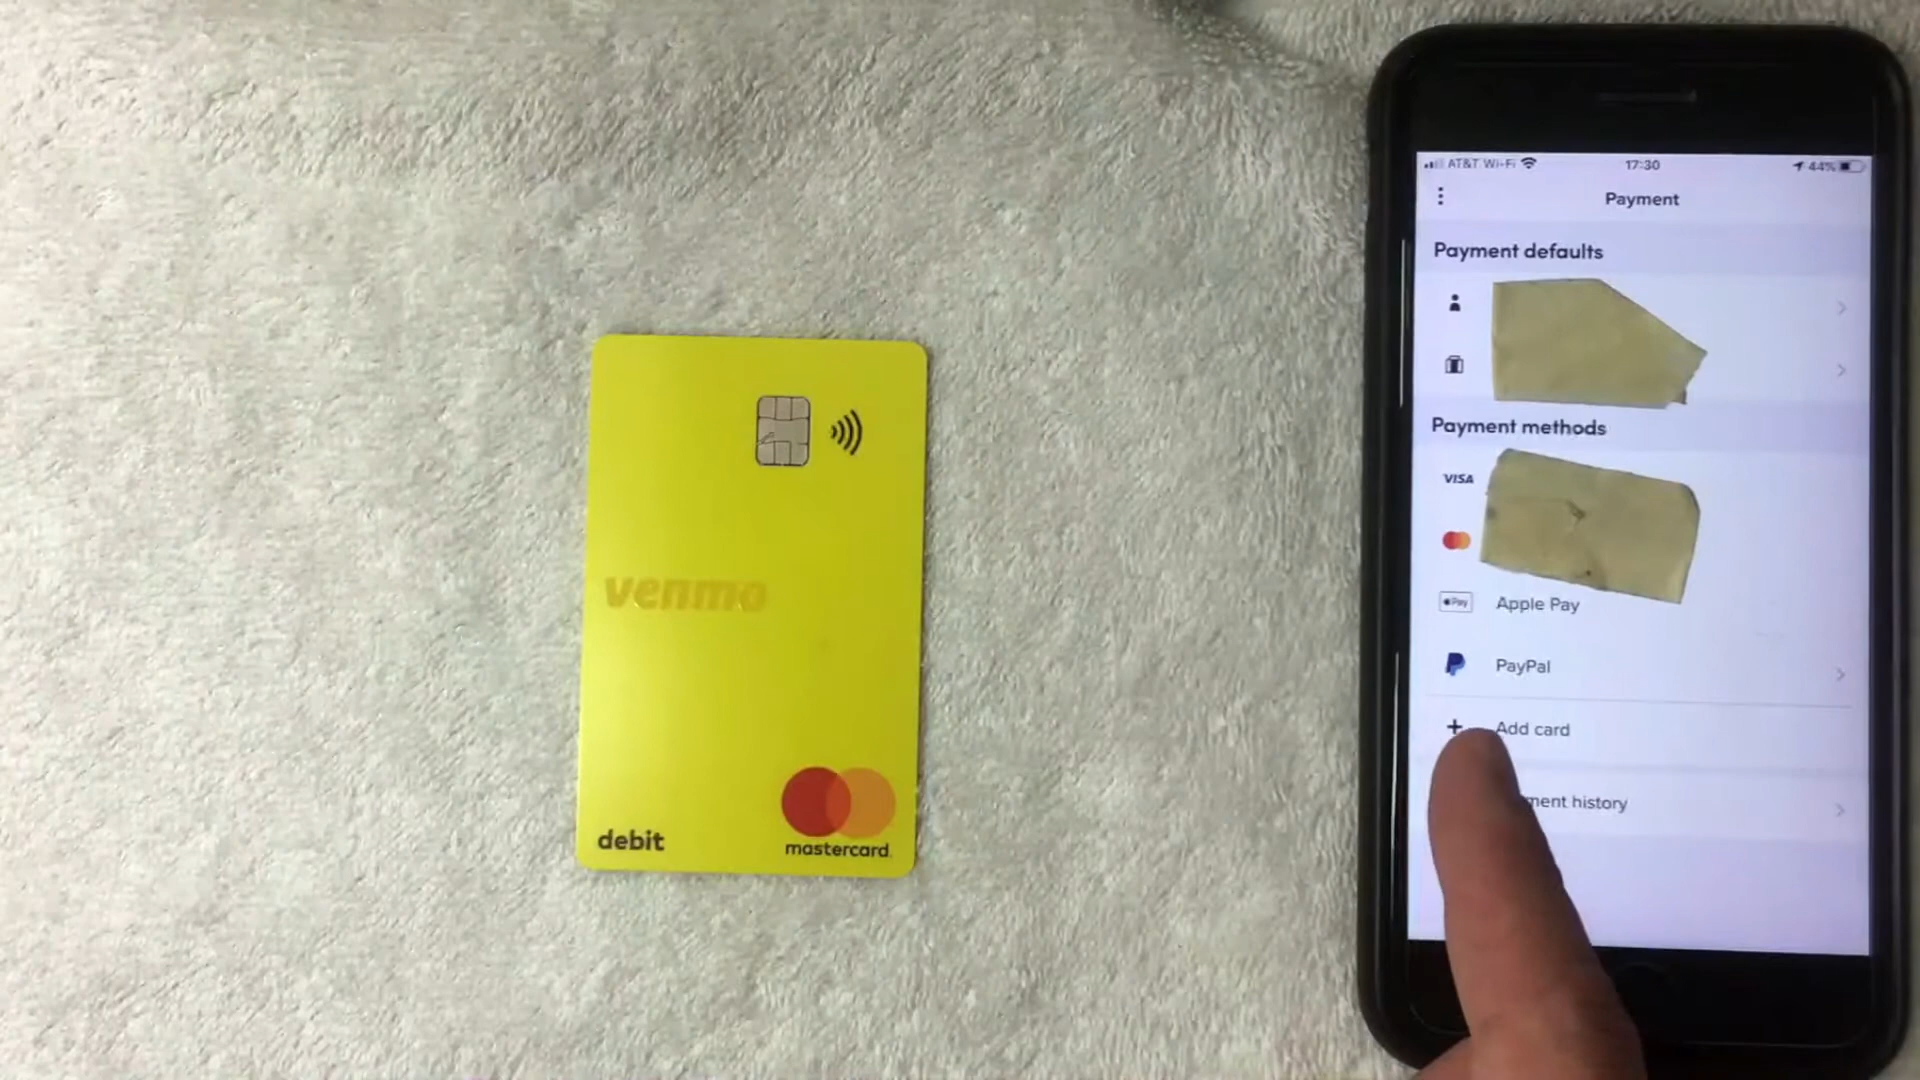 venmo
debit
mastercard.
AT&T Wi-Fi
17:30
44%
Payment
Payment defaults
Payment methods
VISA
Pay
Apple Pay
PayPal
+ Add card
ment history